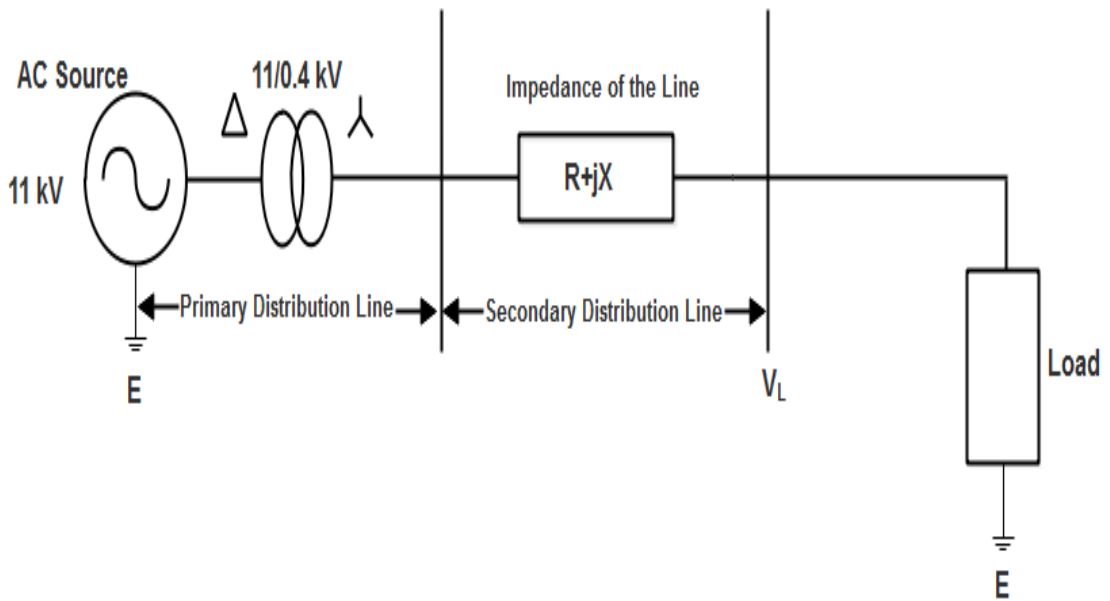 AC Source
11/0.4 kV
Impedance of the Line
11 kV
R+jX
Primary Distribution Line
Secondary Distribution Line
E
V_L
Load
E